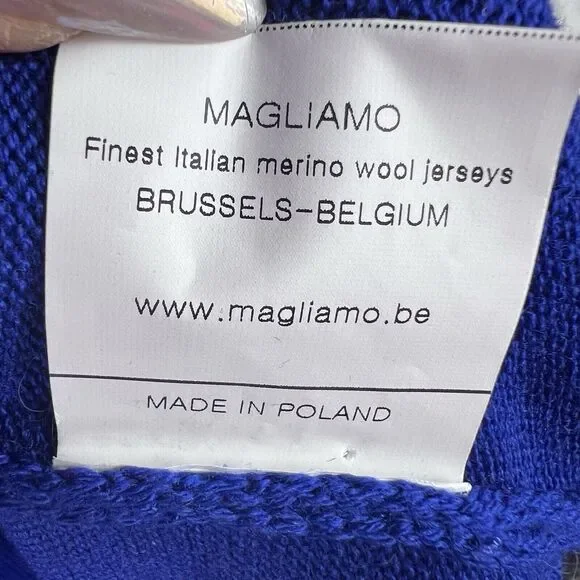 MAGLIAMO
Finest Italian merino wool jerseys
BRUSSELS-BELGIUM
www.magliamo.be
MADE IN POLAND